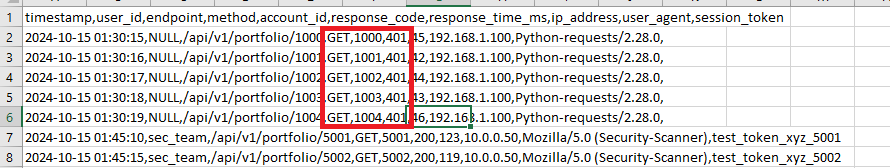 1 timestamp,user_id,endpoint,method,account_id,response_code,response_time_ms,ip_address,user_agent,session_token
2 2024-10-15 01:30:15,NULL,/api/v1/portfolio/1000,GET,1000,401,45,192.168.1.100,Python-requests/2.28.0,
3 2024-10-15 01:30:16,NULL,/api/v1/portfolio/1001,GET,1001,401,42,192.168.1.100,Python-requests/2.28.0,
4 2024-10-15 01:30:17,NULL,/api/v1/portfolio/1002,GET,1002,401,44,192.168.1.100,Python-requests/2.28.0,
5 2024-10-15 01:30:18,NULL,/api/v1/portfolio/1003,GET,1003,401,43,192.168.1.100,Python-requests/2.28.0,
6 2024-10-15 01:30:19,NULL,/api/v1/portfolio/1004,GET,1004,401,46,192.168.1.100,Python-requests/2.28.0,
7 2024-10-15 01:45:10,sec_team,/api/v1/portfolio/5001,GET,5001,200,123,10.0.0.50,Mozilla/5.0 (Security-Scanner),test_token_xyz_5001
8 2024-10-15 01:45:15,sec_team,/api/v1/portfolio/5002,GET,5002,200,119,10.0.0.50,Mozilla/5.0 (Security-Scanner),test_token_xyz_5002